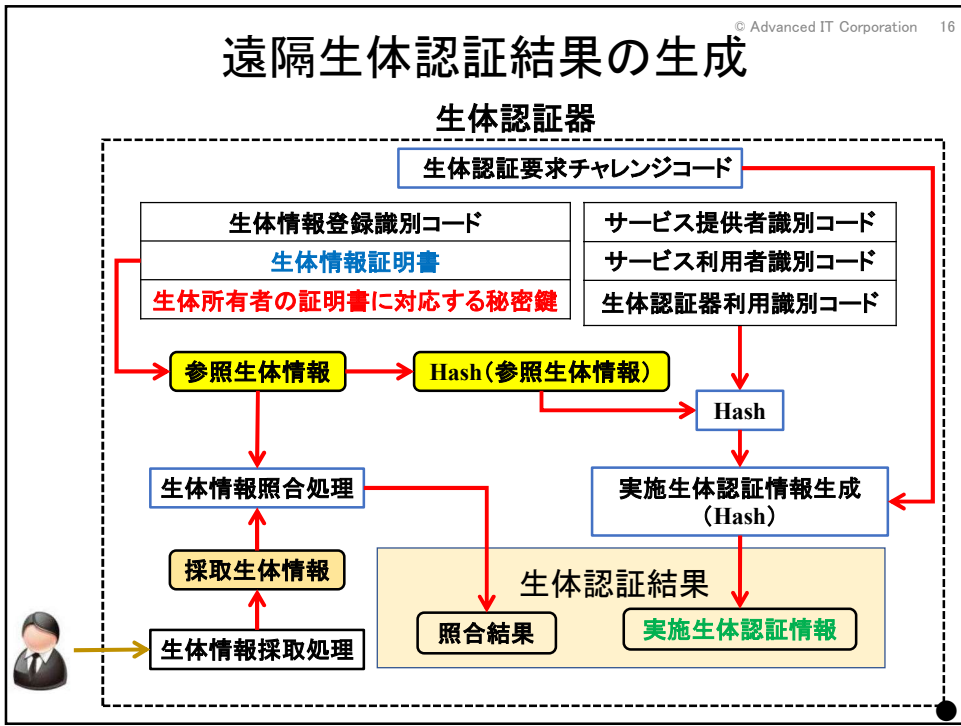 © Advanced IT Corporation 16
遠隔生体認証結果の生成
生体認証器
生体認証要求チャレンジコード
生体情報登録識別コード
生体情報証明書
生体所有者の証明書に対応する秘密鍵
サービス提供者識別コード
サービス利用者識別コード
生体認証器利用識別コード
参照生体情報
Hash(参照生体情報)
Hash
生体情報照合処理
実施生体認証情報生成
(Hash)
採取生体情報
生体認証結果
照合結果
実施生体認証情報
生体情報採取処理